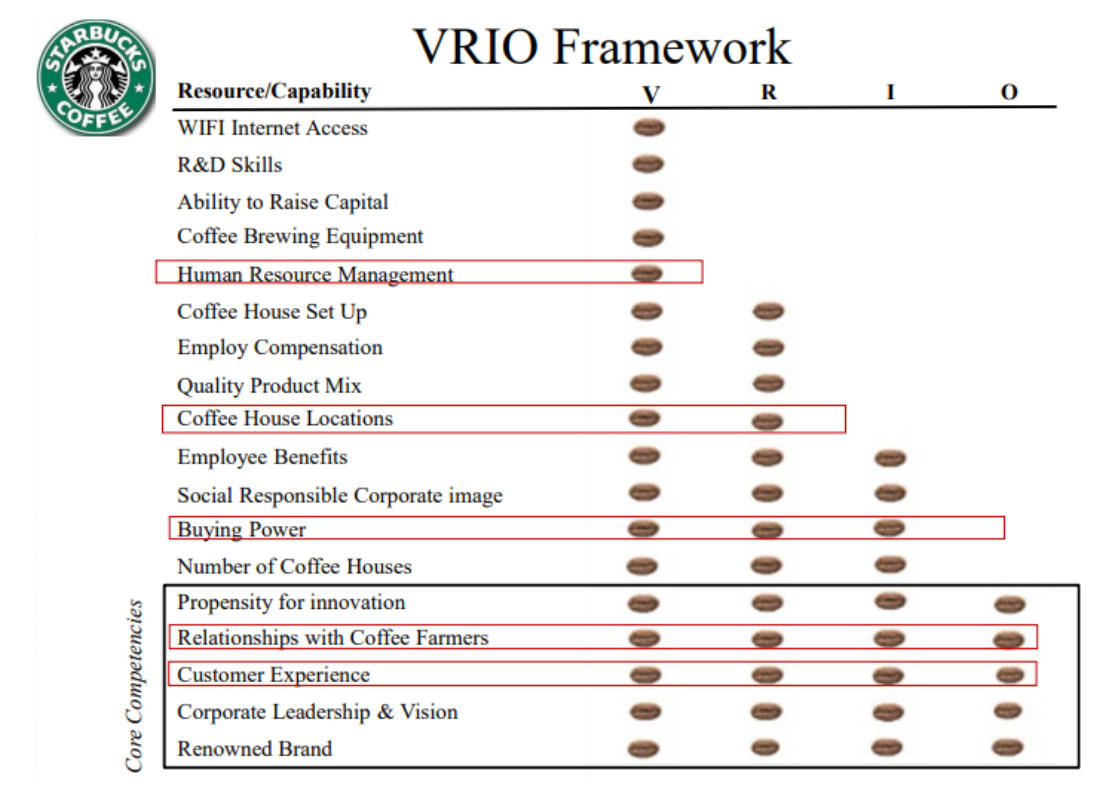 STARBUCKS
COFFEE
VRIO Framework
Resource/Capability V R I O
WIFI Internet Access
R&D Skills
Ability to Raise Capital
Coffee Brewing Equipment
Human Resource Management
Coffee House Set Up
Employ Compensation
Quality Product Mix
Coffee House Locations
Employee Benefits
Social Responsible Corporate image
Buying Power
Number of Coffee Houses
Core Competencies
Propensity for innovation
Relationships with Coffee Farmers
Customer Experience
Corporate Leadership & Vision
Renowned Brand